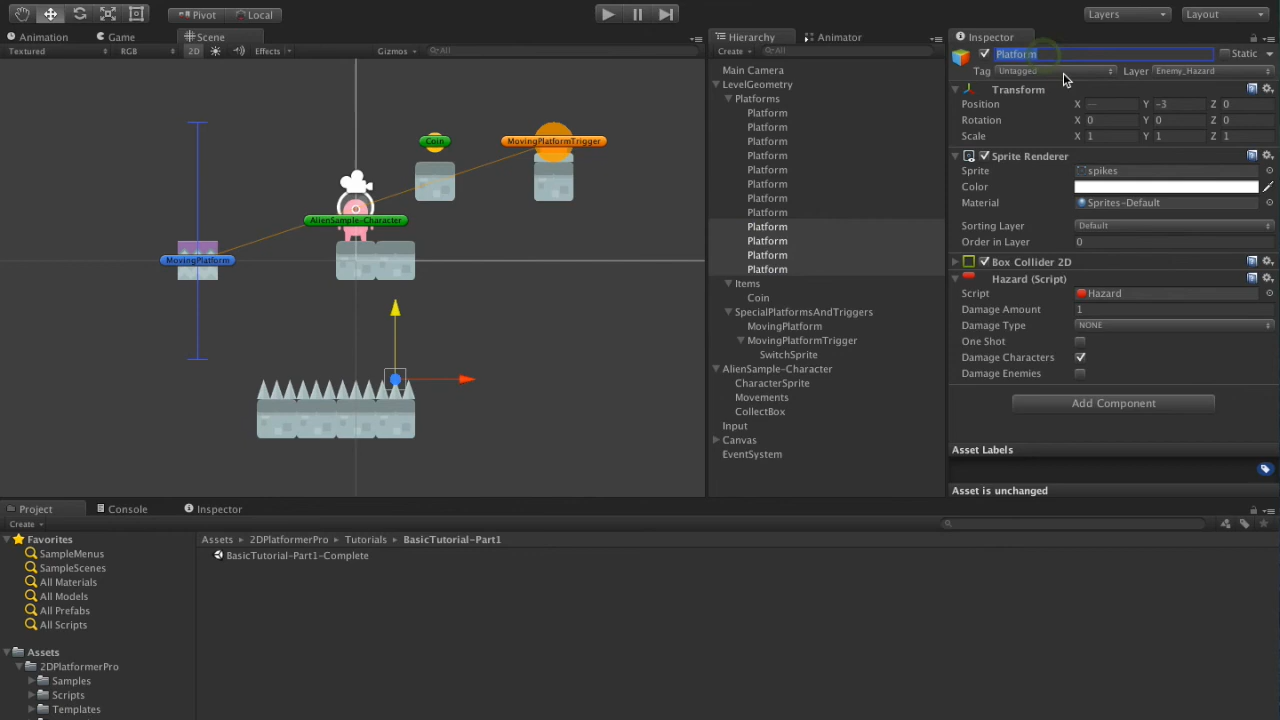 Pivot Local Layers Layout
Animation Game Scene
Textured RGB 2D Effects Gizmos All
Hierarchy Animator
Create All
Main Camera
LevelGeometry
Platforms
Platform
Platform
Platform
Platform
Platform
Platform
Platform
Platform
Platform
Platform
Platform
Platform
Items
Coin
SpecialPlatformsAndTriggers
MovingPlatform
MovingPlatformTrigger
SwitchSprite
AlienSample-Character
CharacterSprite
Movements
CollectBox
Input
Canvas
EventSystem
Coin
MovingPlatformTrigger
AlienSample-Character
MovingPlatform
Inspector
Platform Static
Tag Untagged Layer Enemy_Hazard
Transform
Position X — Y -3 Z 0
Rotation X 0 Y 0 Z 0
Scale X 1 Y 1 Z 1
Sprite Renderer
Sprite spikes
Color
Material Sprites-Default
Sorting Layer Default
Order in Layer 0
Box Collider 2D
Hazard (Script)
Script Hazard
Damage Amount 1
Damage Type NONE
One Shot
Damage Characters
Damage Enemies
Add Component
Asset Labels
Asset is unchanged
Project Console Inspector
Create
Favorites
SampleMenus
SampleScenes
All Materials
All Models
All Prefabs
All Scripts
Assets
2DPlatformerPro
Samples
Scripts
Templates
Assets 2DPlatformerPro Tutorials BasicTutorial-Part1
BasicTutorial-Part1-Complete